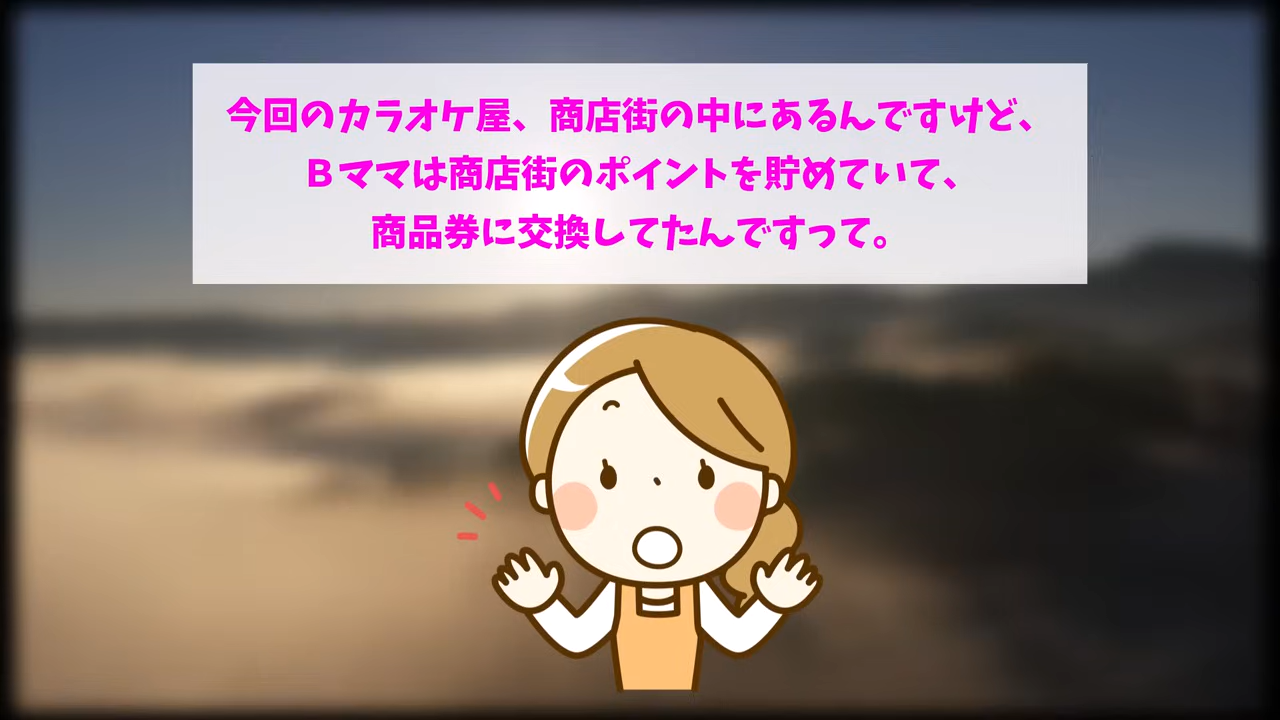 今回のカラオケ屋、商店街の中にあるんですけど、
Ｂママは商店街のポイントを貯めていて、
商品券に交換してたんですって。